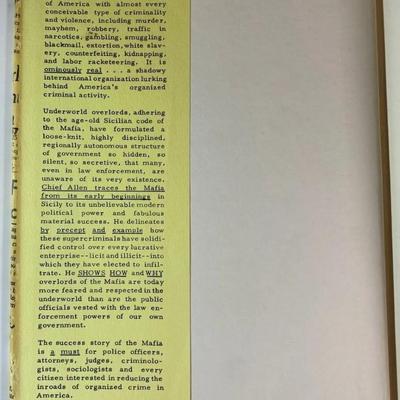 of America with almost every
conceivable type of criminality
and violence, including murder,
mayhem, robbery, traffic in
narcotics, gambling, smuggling,
blackmail, extortion, white slav-
ery, counterfeiting, kidnapping,
and labor racketeering. It is
ominously real . . . a shadowy
international organization lurking
behind America's organized
criminal activity.
Underworld overlords, adhering
to the age-old Sicilian code of
the Mafia, have formulated a
loose-knit, highly disciplined,
regionally autonomous structure
of government so hidden, so
silent, so secretive, that many,
even in law enforcement, are
unaware of its very existence.
Chief Allen traces the Mafia
from its early beginnings in
Sicily to its unbelievable modern
political power and fabulous
material success. He delineates
by precept and example how
these supercriminals have solidi-
fied control over every lucrative
enterprise--licit and illicit--into
which they have elected to infil-
trate. He SHOWS HOW and WHY
overlords of the Mafia are today
more feared and respected in the
underworld than are the public
officials vested with the law en-
forcement powers of our own
government.
The success story of the Mafia
is a must for police officers,
attorneys, judges, criminolo-
gists, sociologists and every
citizen interested in reducing the
inroads of organized crime in
America.